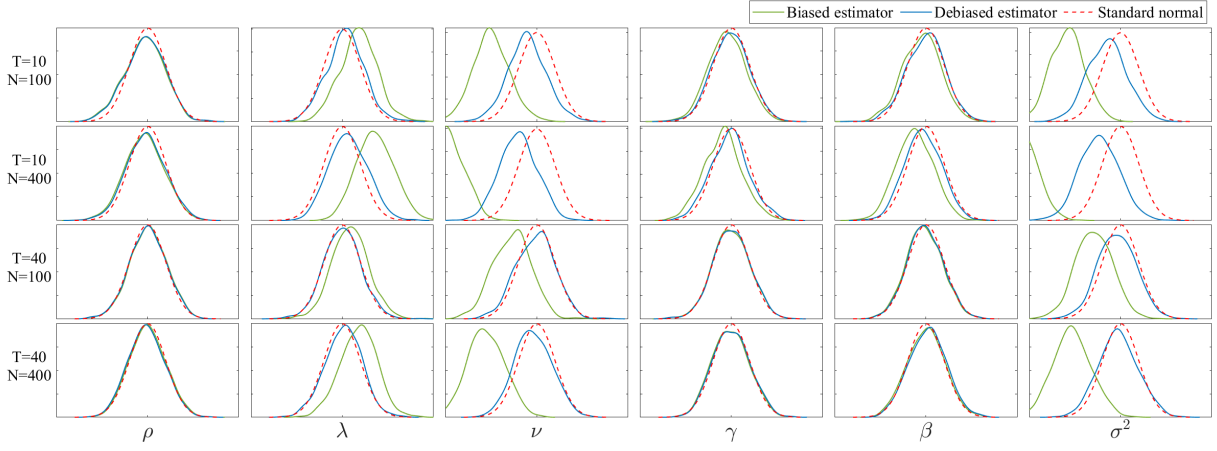 Biased estimator Debiased estimator Standard normal
T=10
N=100
T=10
N=400
T=40
N=100
T=40
N=400
ρ λ ν γ β σ²